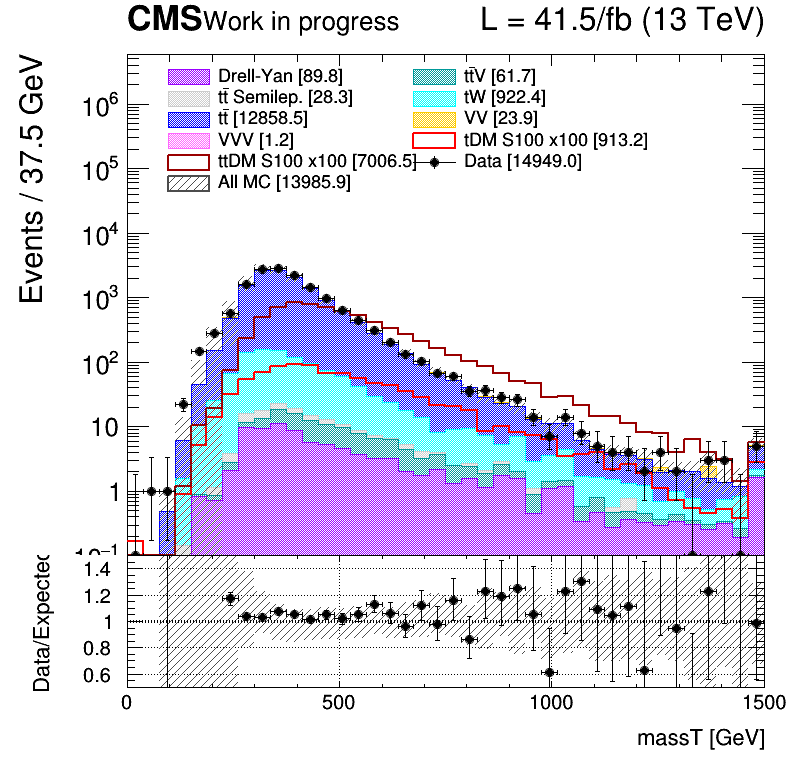 CMS Work in progress L = 41.5/fb (13 TeV)
Events / 37.5 GeV
Drell-Yan [89.8] tt̄V [61.7]
tt̄ Semilep. [28.3] tW [922.4]
tt̄ [12858.5] VV [23.9]
VVV [1.2] tDM S100 x100 [913.2]
ttDM S100 x100 [7006.5] Data [14949.0]
All MC [13985.9]
10⁶
10⁵
10⁴
10³
10²
10
1
10⁻¹
Data/Expected
1.4
1.2
1
0.8
0.6
0 500 1000 1500
massT [GeV]